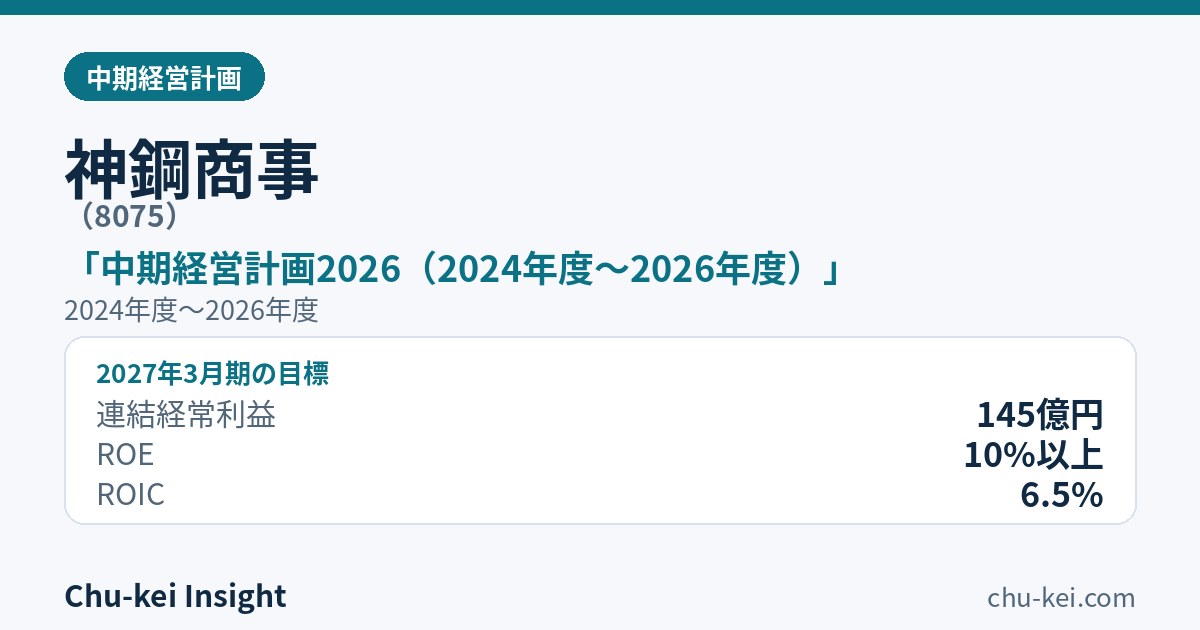 中期経営計画
神鋼商事
（8075）
「中期経営計画2026（2024年度～2026年度）」
2024年度～2026年度
2027年3月期の目標
連結経常利益 145億円
ROE 10%以上
ROIC 6.5%
Chu-kei Insight chu-kei.com